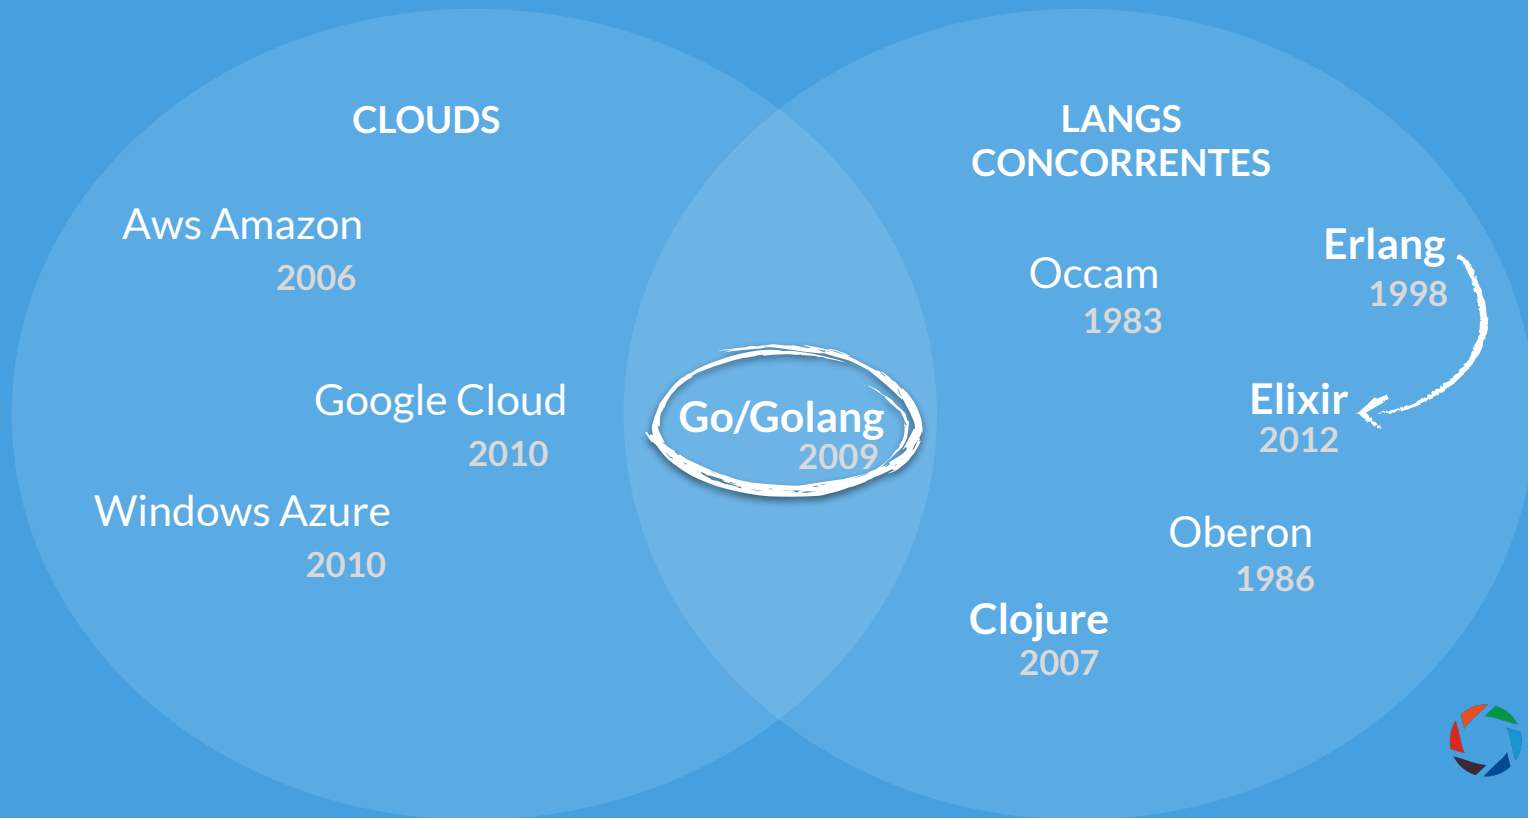 CLOUDS
Aws Amazon
2006
Google Cloud
2010
Windows Azure
2010
Go/Golang
2009
LANGS
CONCORRENTES
Erlang
1998
Occam
1983
Elixir
2012
Oberon
1986
Clojure
2007